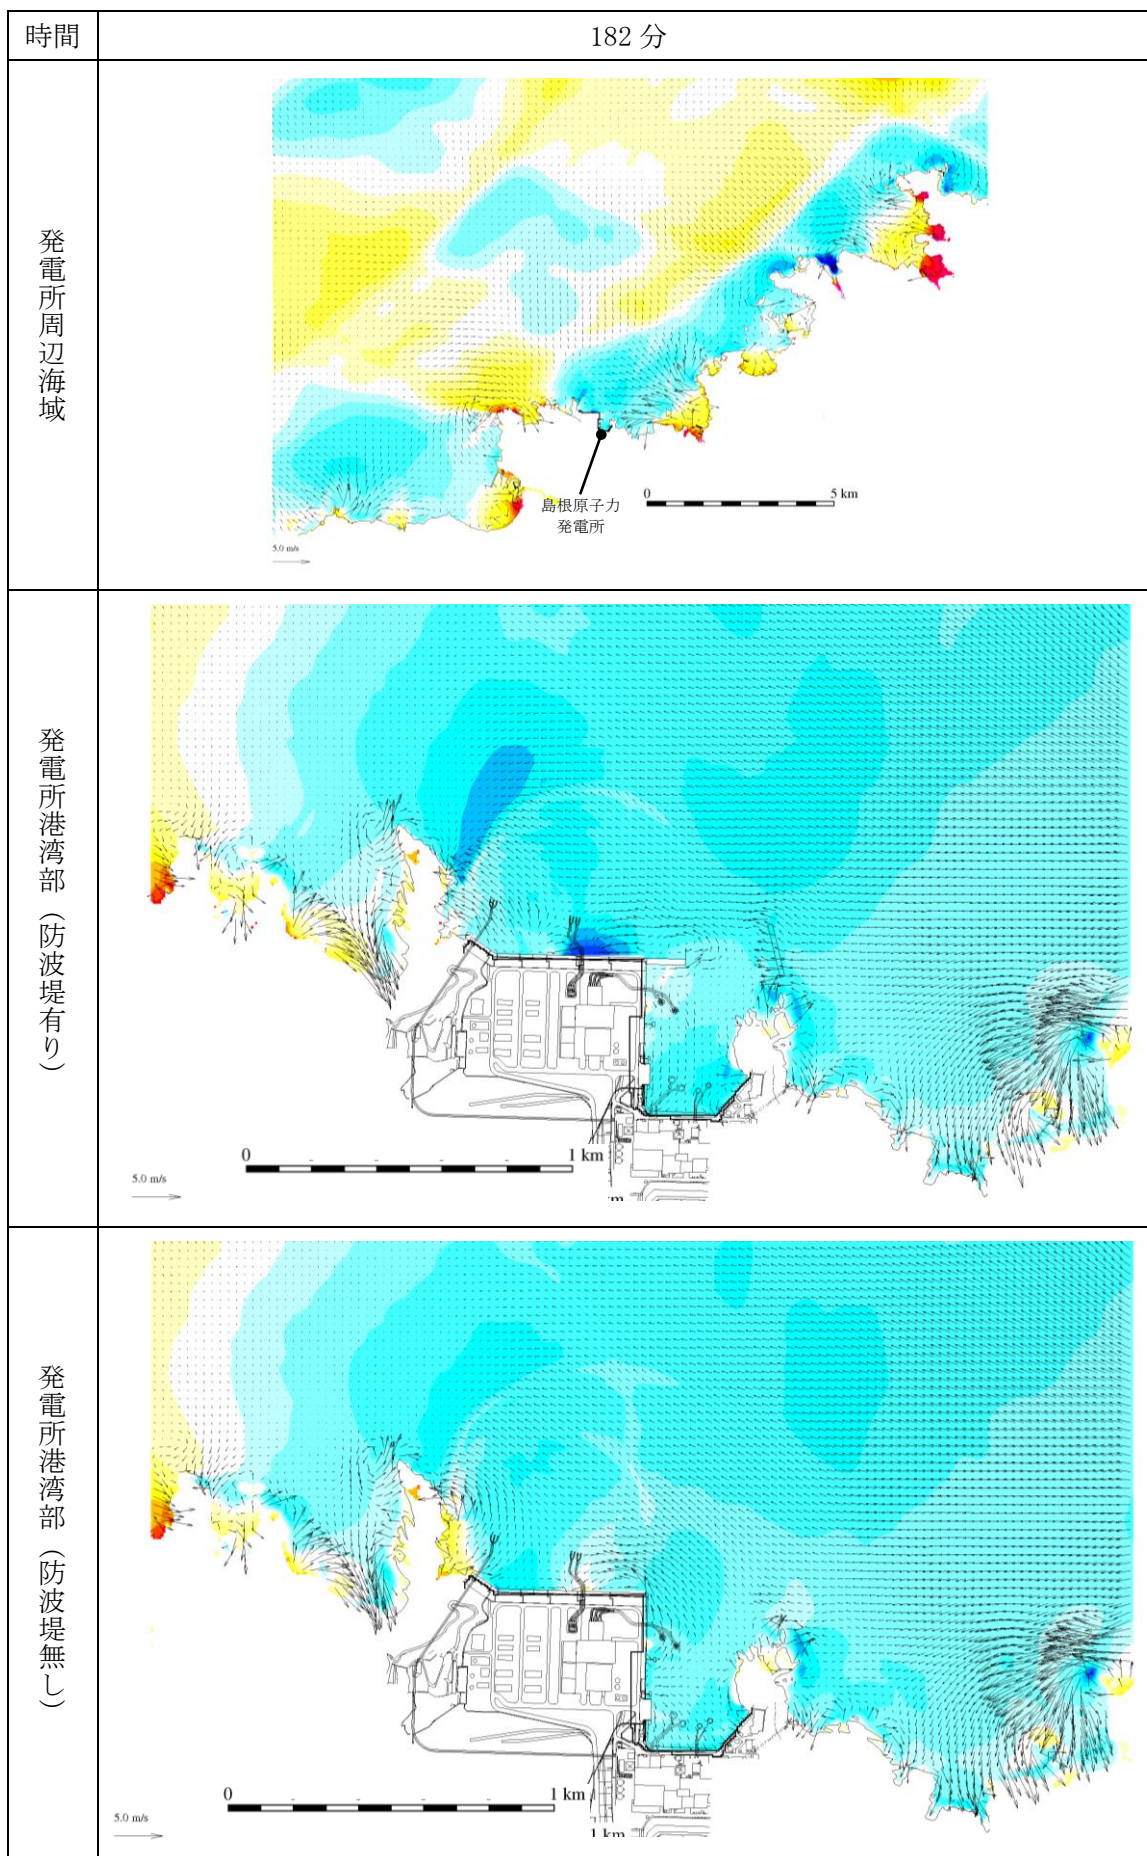 時間
182 分
発電所周辺海域
島根原子力
発電所
0
5 km
5.0 m/s
発電所港湾部（防波堤有り）
0
1 km
5.0 m/s
発電所港湾部（防波堤無し）
0
1 km
5.0 m/s
1 km